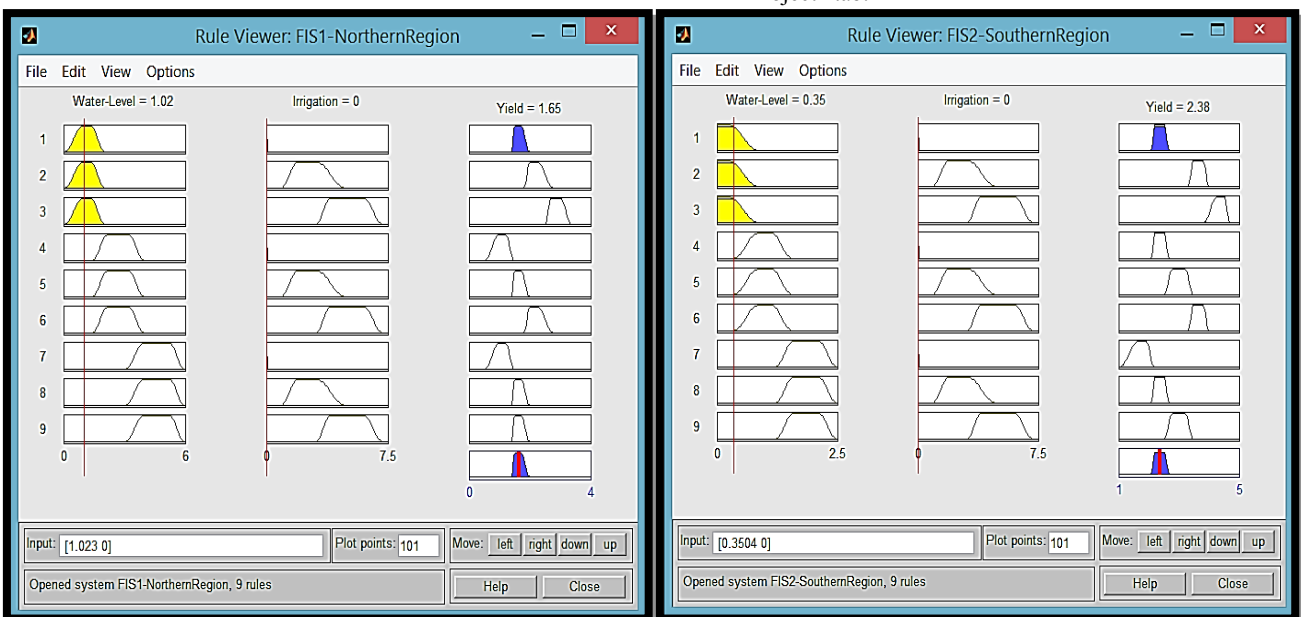 Rule Viewer: FIS1-NorthernRegion
File Edit View Options
Water-Level = 1.02 Irrigation = 0 Yield = 1.65
1
2
3
4
5
6
7
8
9
0 6 0 7.5
0 4
Input: [1.023 0] Plot points: 101 Move: left right down up
Opened system FIS1-NorthernRegion, 9 rules Help Close
Rule Viewer: FIS2-SouthernRegion
File Edit View Options
Water-Level = 0.35 Irrigation = 0 Yield = 2.38
1
2
3
4
5
6
7
8
9
0 2.5 0 7.5
1 5
Input: [0.3504 0] Plot points: 101 Move: left right down up
Opened system FIS2-SouthernRegion, 9 rules Help Close